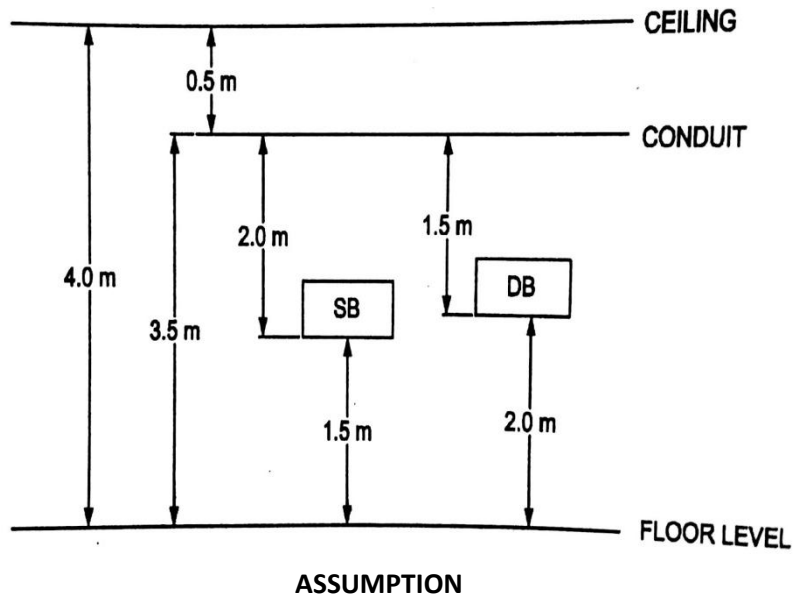 CEILING
0.5 m
CONDUIT
2.0 m
1.5 m
4.0 m
SB
DB
3.5 m
1.5 m
2.0 m
FLOOR LEVEL
ASSUMPTION